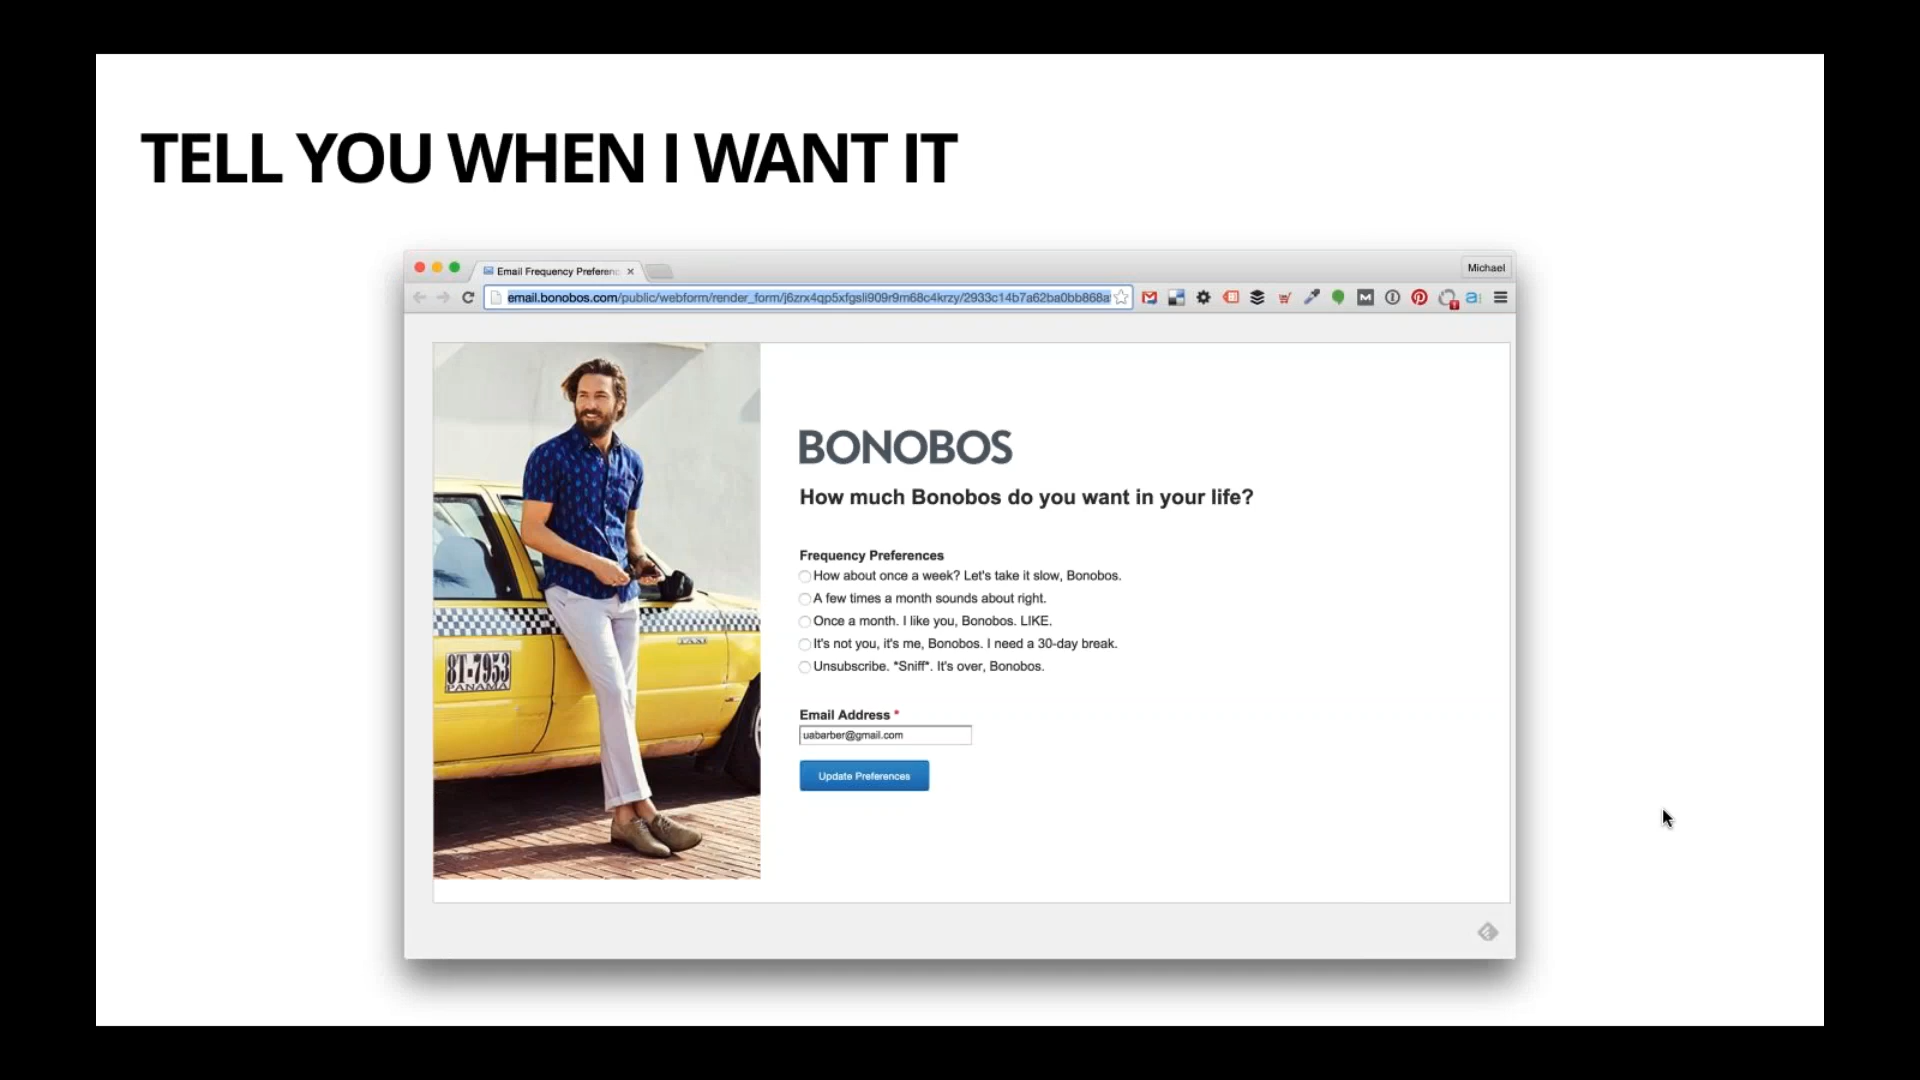 TELL YOU WHEN I WANT IT
Email Frequency Preferenc
Michael
email.bonobos.com/public/webform/render_form/j6zrx4qp5xfgsli909r9m68c4krzy/2933c14b7a62ba0bb868a
BONOBOS
How much Bonobos do you want in your life?
Frequency Preferences
How about once a week? Let's take it slow, Bonobos.
A few times a month sounds about right.
Once a month. I like you, Bonobos. LIKE.
It's not you, it's me, Bonobos. I need a 30-day break.
Unsubscribe. *Sniff*. It's over, Bonobos.
Email Address *
uabarber@gmail.com
Update Preferences
TAXI
8T-7953
PANAMA